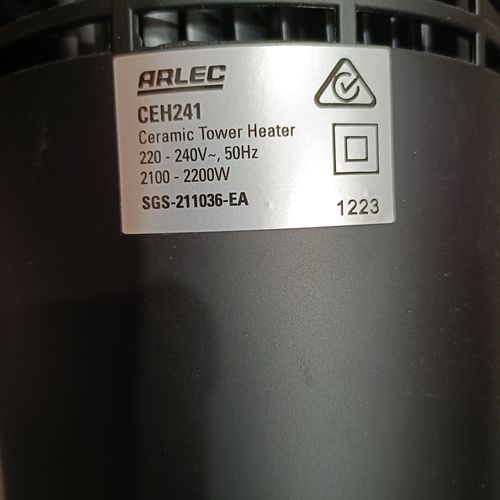 ARLEC
CEH241
Ceramic Tower Heater
220 - 240V~, 50Hz
2100 - 2200W
SGS-211036-EA
1223